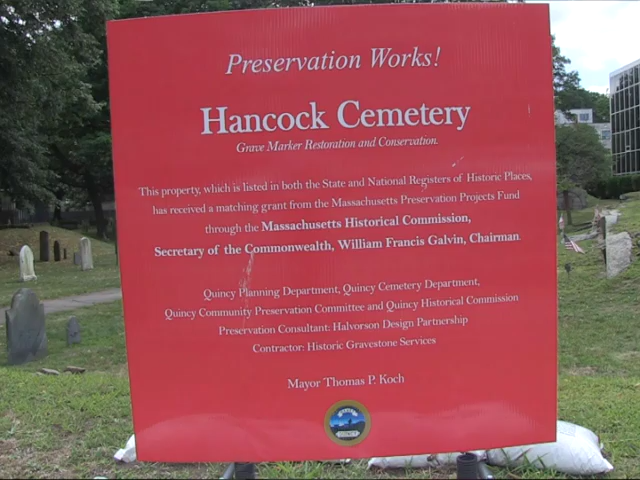 Preservation Works!
Hancock Cemetery
Grave Marker Restoration and Conservation.
This property, which is listed in both the State and National Registers of Historic Places,
has received a matching grant from the Massachusetts Preservation Projects Fund
through the Massachusetts Historical Commission,
Secretary of the Commonwealth, William Francis Galvin, Chairman.
Quincy Planning Department, Quincy Cemetery Department,
Quincy Community Preservation Committee and Quincy Historical Commission
Preservation Consultant: Halvorson Design Partnership
Contractor: Historic Gravestone Services
Mayor Thomas P. Koch